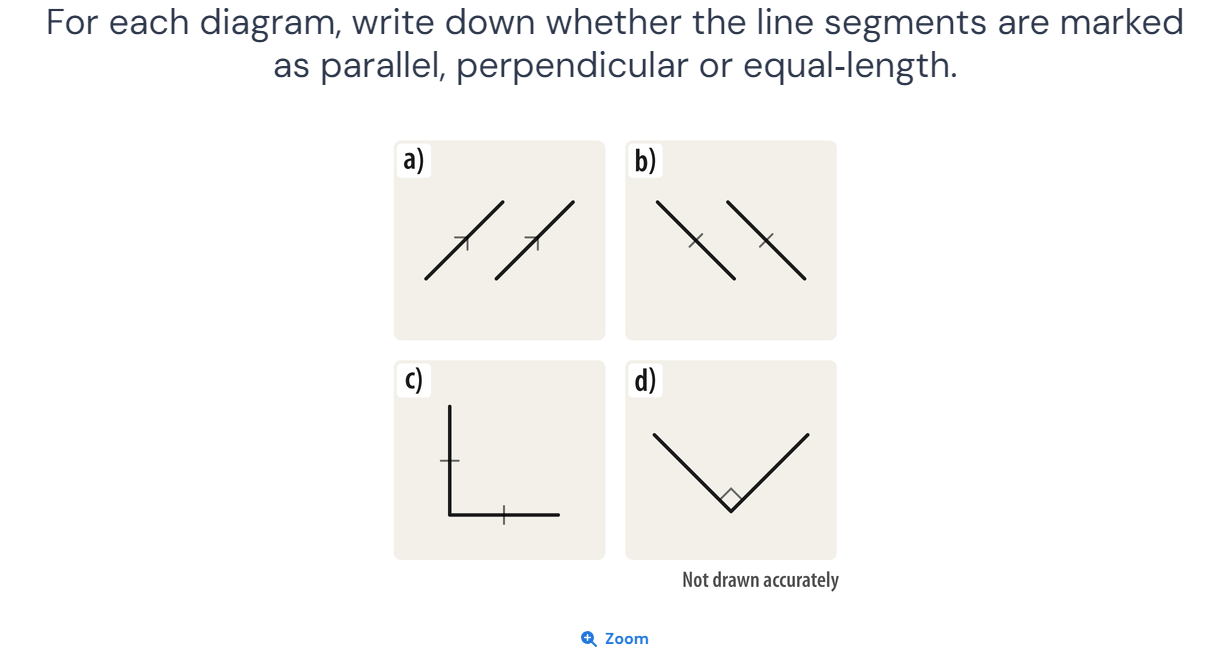 For each diagram, write down whether the line segments are marked
as parallel, perpendicular or equal-length.
a)
b)
c)
d)
Not drawn accurately
Zoom